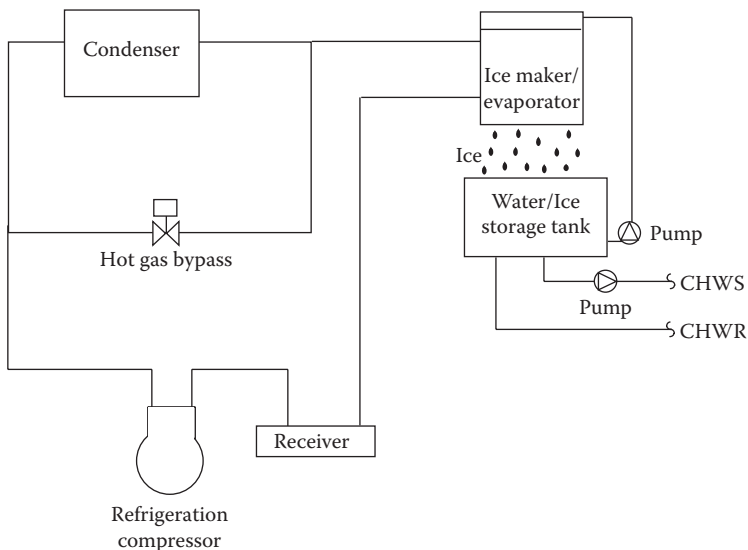 Condenser
Ice maker/
evaporator
Ice
Water/Ice
storage tank
Pump
Hot gas bypass
CHWS
Pump
CHWR
Receiver
Refrigeration
compressor